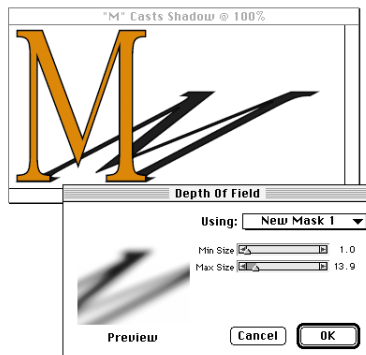 "M" Casts Shadow @ 100%
M
Depth Of Field
Using: New Mask 1
Min Size 1.0
Max Size 13.9
Preview
Cancel OK